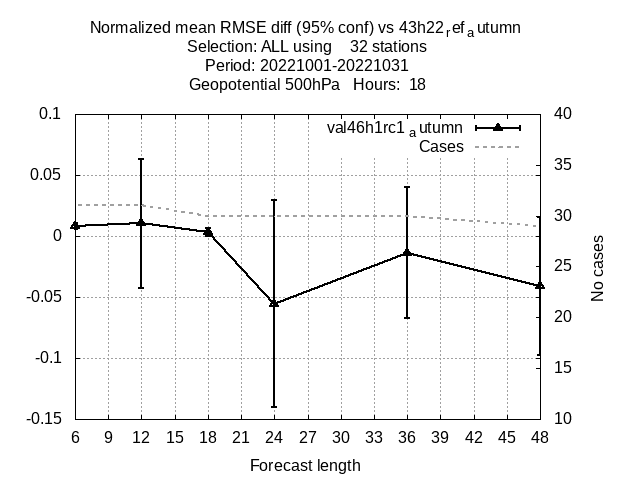 Normalized mean RMSE diff (95% conf) vs 43h22refautumn
Selection: ALL using    32 stations
Period: 20221001-20221031
Geopotential 500hPa   Hours:  18
val46h1rc1autumn
Cases
0.1
0.05
0
-0.05
-0.1
-0.15
40
35
30
25
20
15
10
No cases
6 9 12 15 18 21 24 27 30 33 36 39 42 45 48
Forecast length